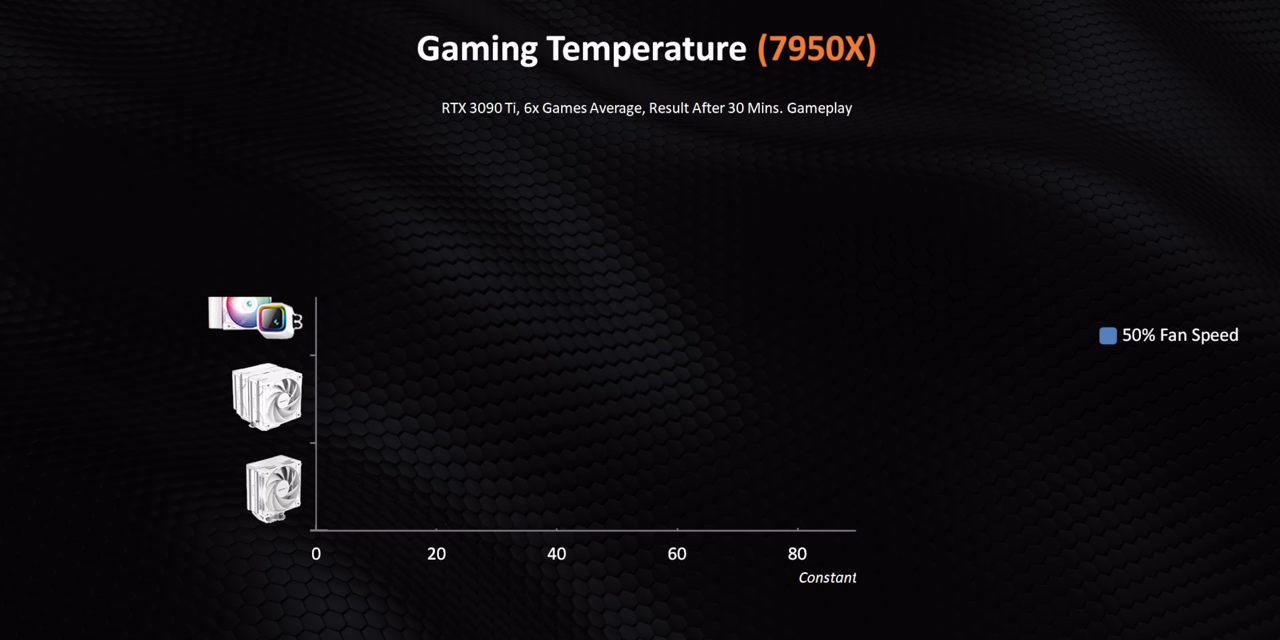 Gaming Temperature (7950X)
RTX 3090 Ti, 6x Games Average, Result After 30 Mins. Gameplay
50% Fan Speed
0 20 40 60 80
Constant